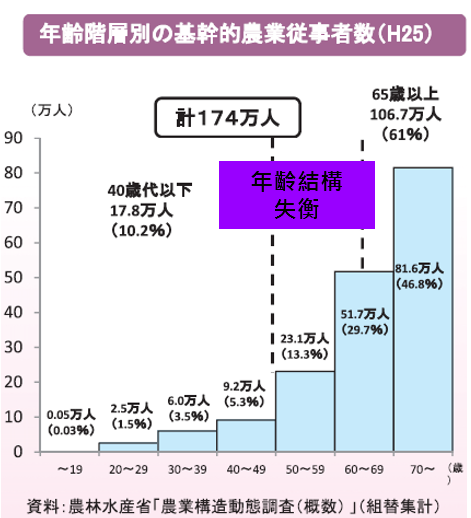 年齢階層別の基幹的農業従事者数(H25)
65歳以上
106.7万人
(61%)
(万人)
計174万人
40歳代以下
17.8万人
(10.2%)
年齡結構
失衡
90
80
70
60
50
40
30
20
10
0
0.05万人
(0.03%)
2.5万人
(1.5%)
6.0万人
(3.5%)
9.2万人
(5.3%)
23.1万人
(13.3%)
51.7万人
(29.7%)
81.6万人
(46.8%)
～19 20～29 30～39 40～49 50～59 60～69 70～ (歳
)
資料：農林水産省「農業構造動態調査(概数)」(組替集計)